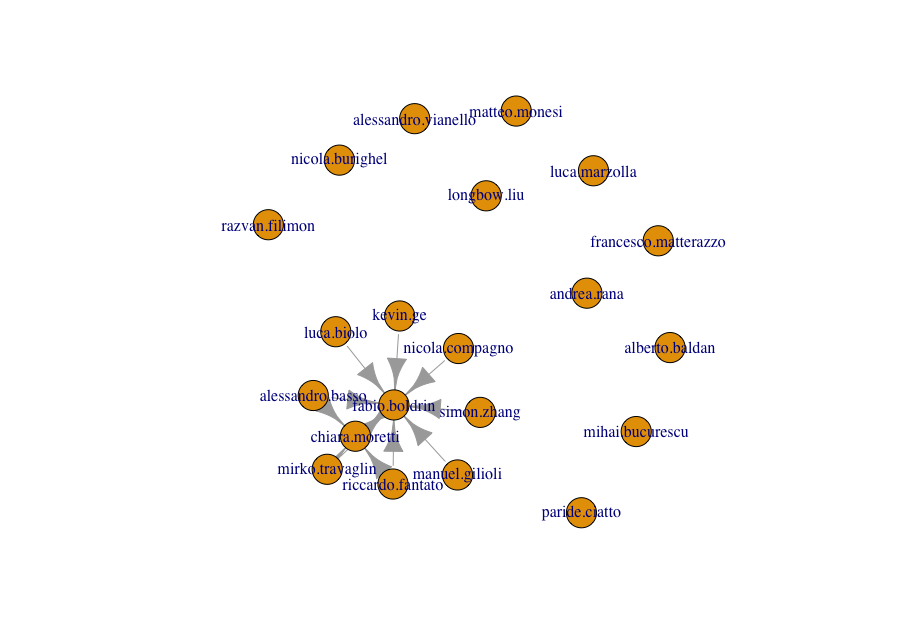 matteo.monesi
alessandro.vianello
nicola.burighel
luca.marzolla
longbow.liu
razvan.filimon
francesco.matterazzo
andrea.rana
kevin.ge
luca.biolo
nicola.compagno
alberto.baldan
alessandro.basso
fabio.boldrin
simon.zhang
mihai.bucurescu
chiara.moretti
mirko.travaglin
manuel.gilioli
riccardo.fantato
paride.ciatto